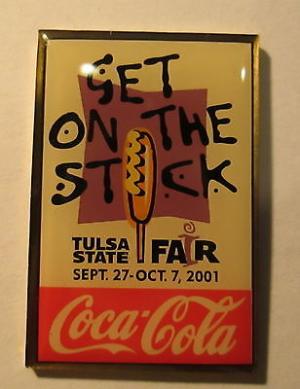 GET
ON THE
STICK
TULSA
STATE FAIR
SEPT. 27-OCT. 7, 2001
Coca-Cola